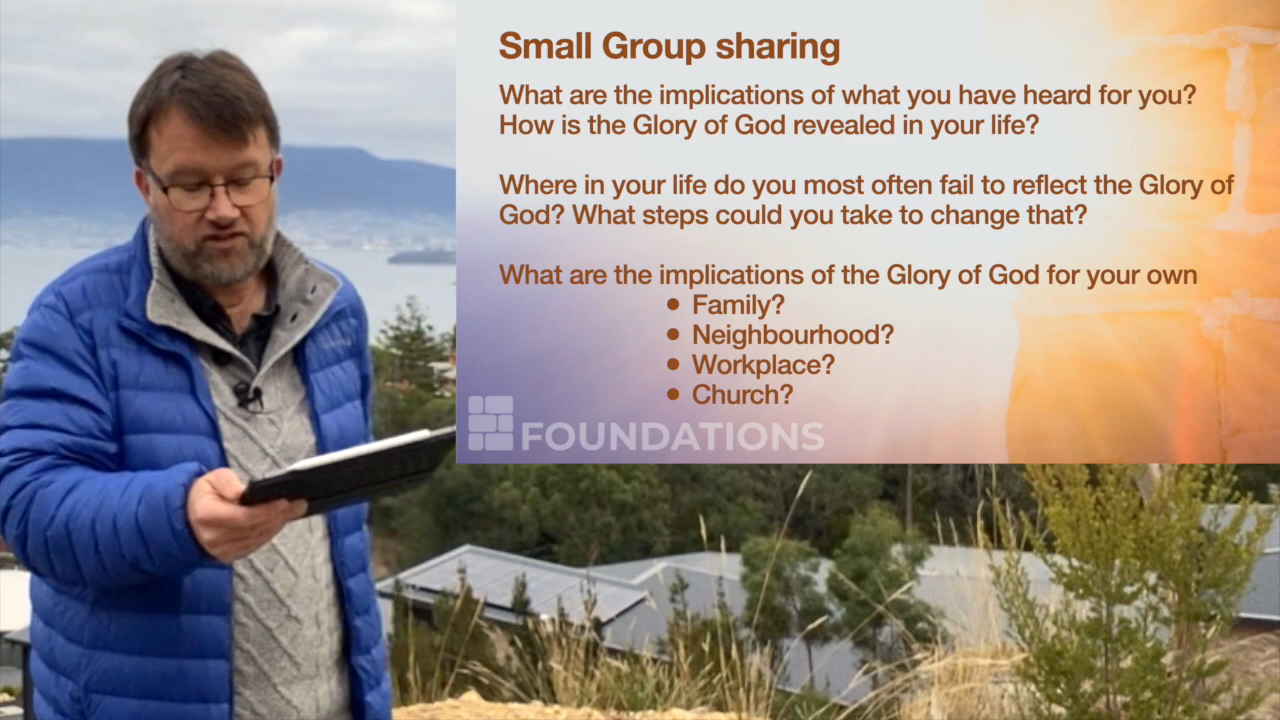 Small Group sharing
What are the implications of what you have heard for you?
How is the Glory of God revealed in your life?
Where in your life do you most often fail to reflect the Glory of
God? What steps could you take to change that?
What are the implications of the Glory of God for your own
• Family?
• Neighbourhood?
• Workplace?
• Church?
FOUNDATIONS